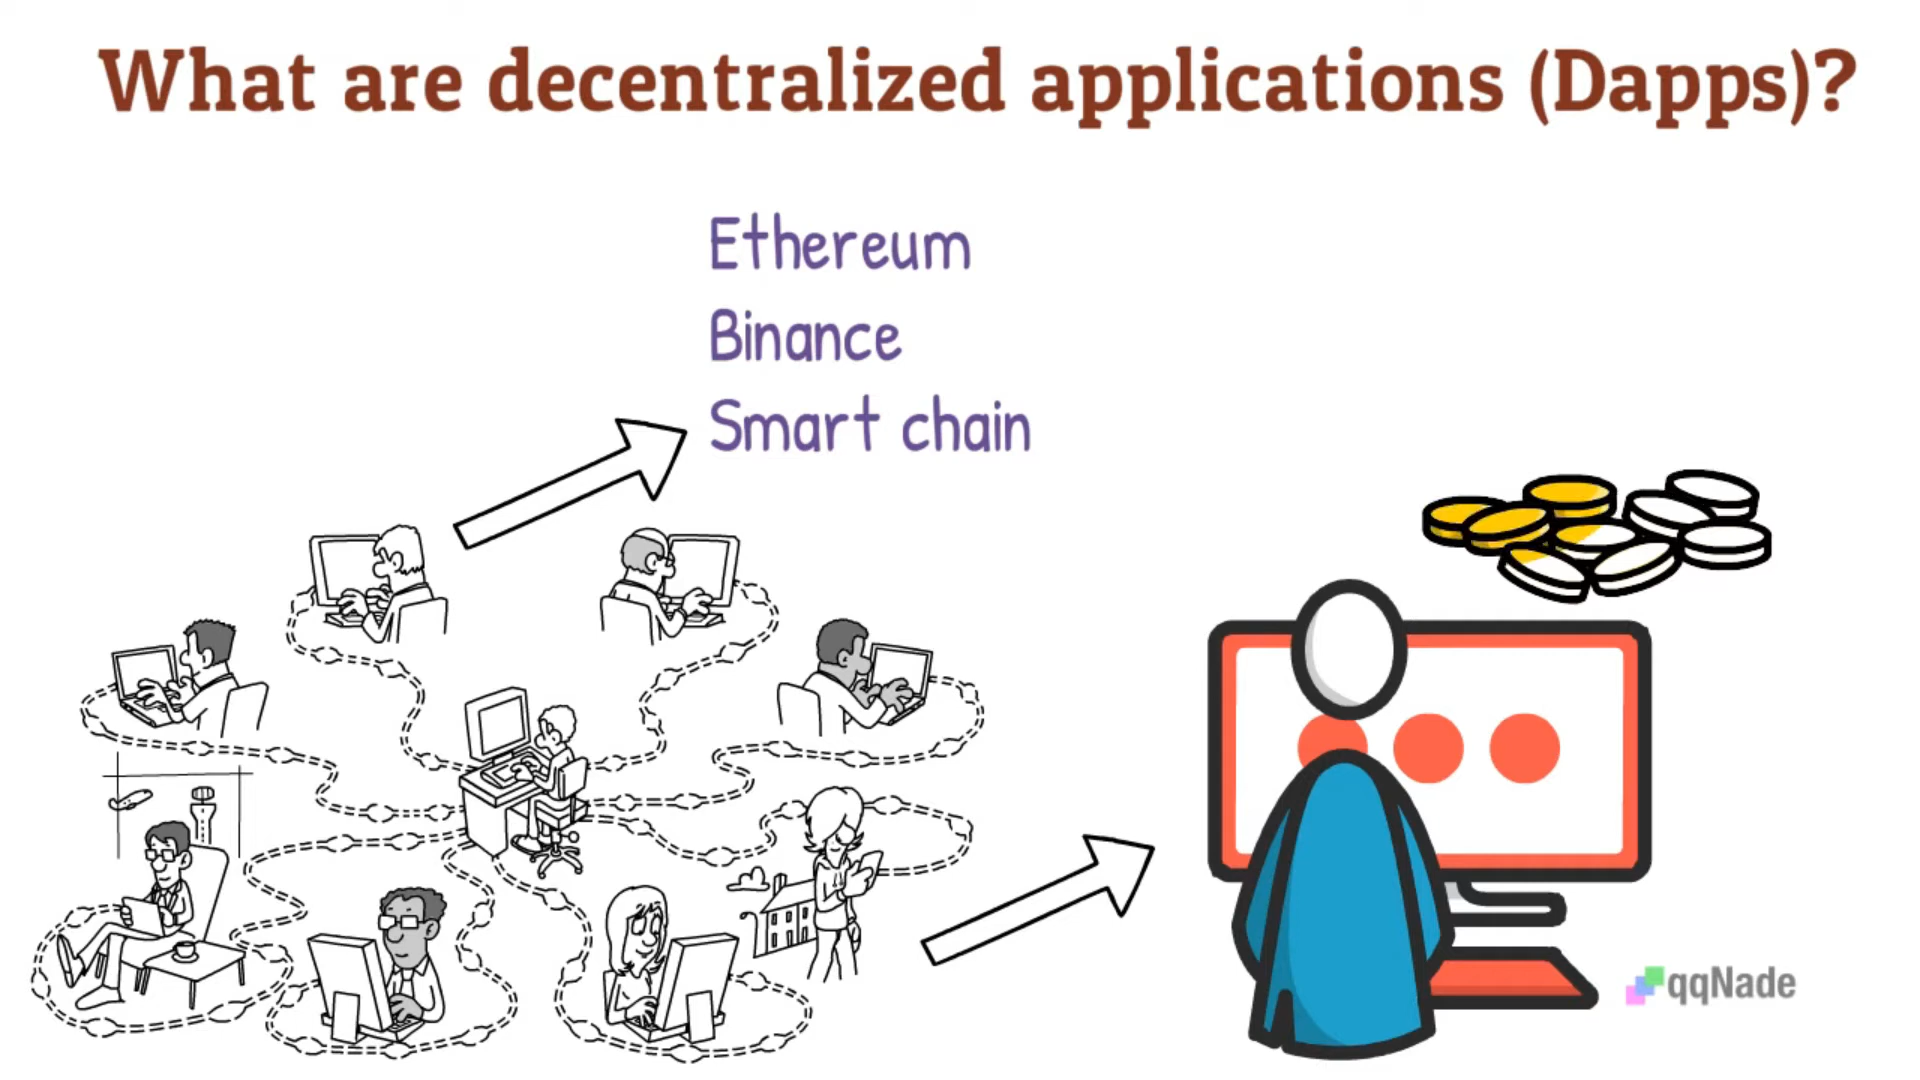 What are decentralized applications (Dapps)?
Ethereum
Binance
Smart chain
qqNade